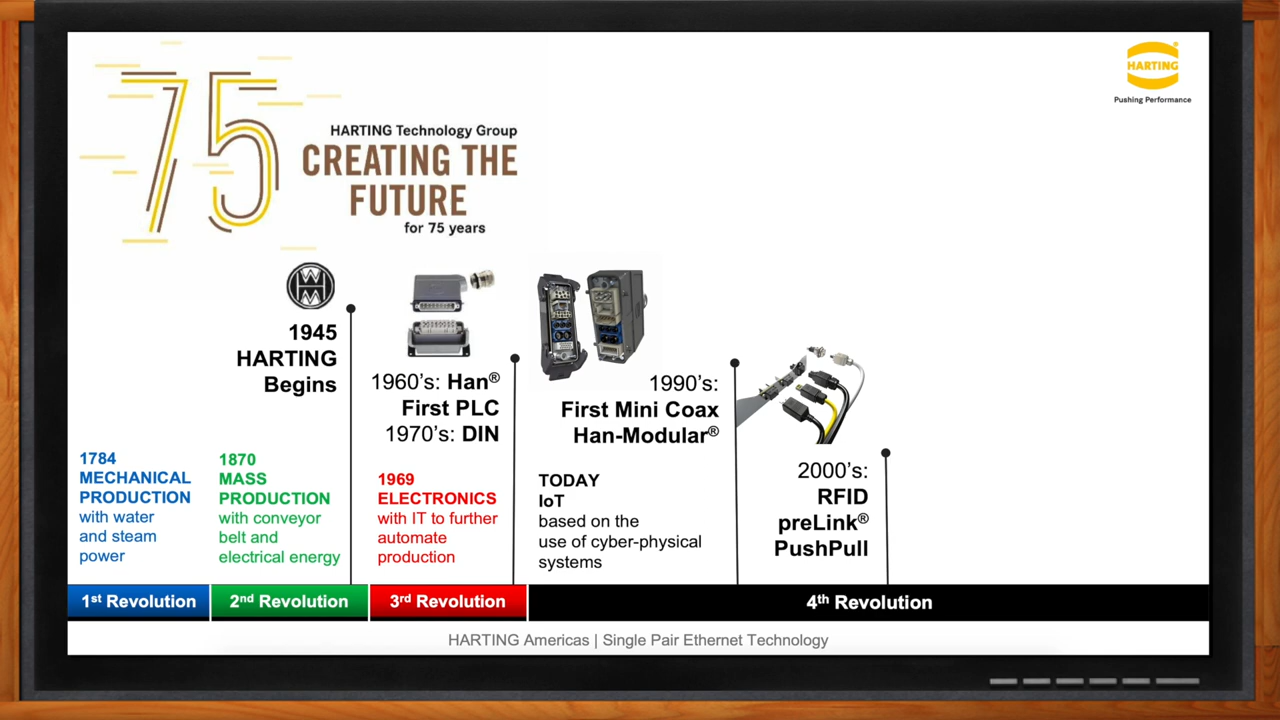 75
HARTING Technology Group
CREATING THE
FUTURE
for 75 years
HARTING
Pushing Performance
1945
HARTING
Begins
1960's: Han®
First PLC
1970's: DIN
1990's:
First Mini Coax
Han-Modular®
2000's:
RFID
preLink®
PushPull
1784
MECHANICAL
PRODUCTION
with water
and steam
power
1870
MASS
PRODUCTION
with conveyor
belt and
electrical energy
1969
ELECTRONICS
with IT to further
automate
production
TODAY
IoT
based on the
use of cyber-physical
systems
1st Revolution
2nd Revolution
3rd Revolution
4th Revolution
HARTING Americas | Single Pair Ethernet Technology